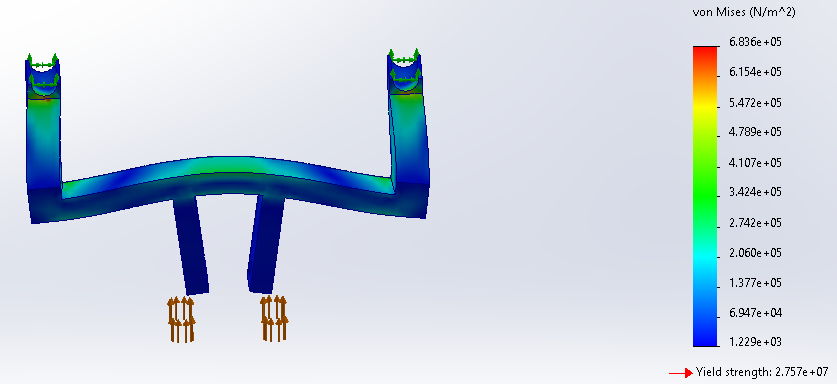 von Mises (N/m^2)
6.836e+05
6.154e+05
5.472e+05
4.789e+05
4.107e+05
3.424e+05
2.742e+05
2.060e+05
1.377e+05
6.947e+04
1.229e+03
Yield strength: 2.757e+07